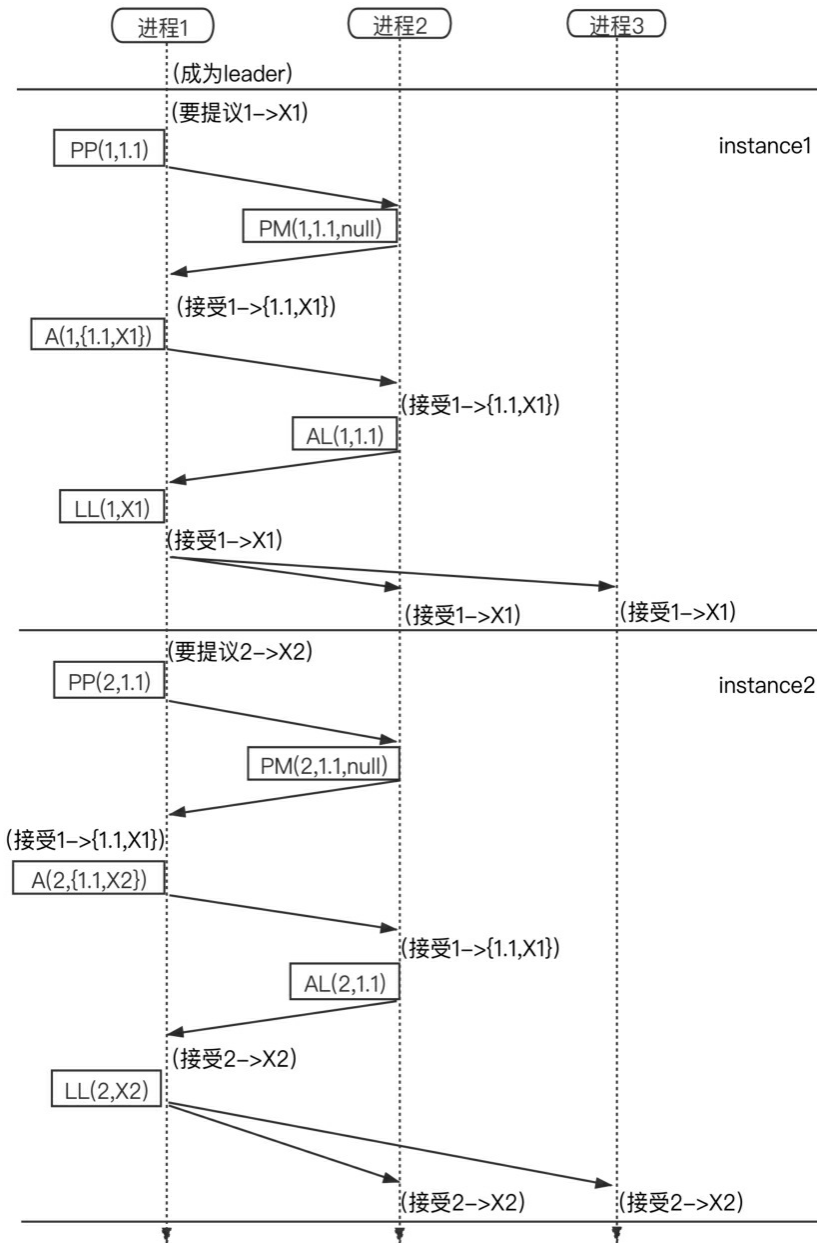 进程1 进程2 进程3
(成为leader)
(要提议1–>X1)
instance1
PP(1,1.1)
PM(1,1.1,null)
(接受1–>{1.1,X1})
A(1,{1.1,X1})
(接受1–>{1.1,X1})
AL(1,1.1)
LL(1,X1)
(接受1–>X1)
(接受1–>X1) (接受1–>X1)
(要提议2–>X2)
PP(2,1.1)
instance2
PM(2,1.1,null)
(接受1–>{1.1,X1})
A(2,{1.1,X2})
(接受1–>{1.1,X1})
AL(2,1.1)
(接受2–>X2)
LL(2,X2)
(接受2–>X2) (接受2–>X2)